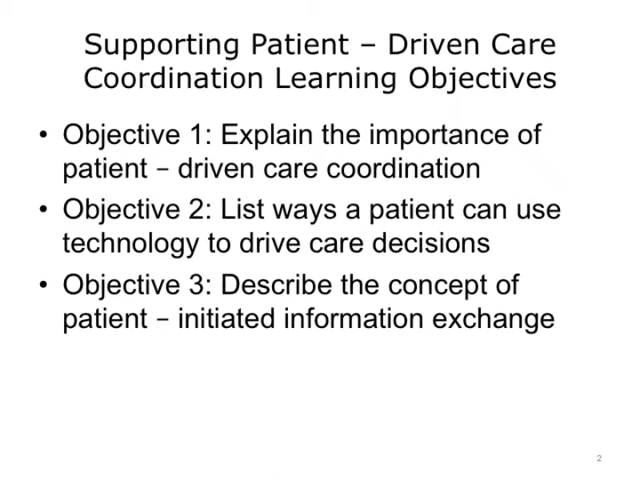 Supporting Patient – Driven Care
Coordination Learning Objectives
• Objective 1: Explain the importance of
patient – driven care coordination
• Objective 2: List ways a patient can use
technology to drive care decisions
• Objective 3: Describe the concept of
patient – initiated information exchange
2